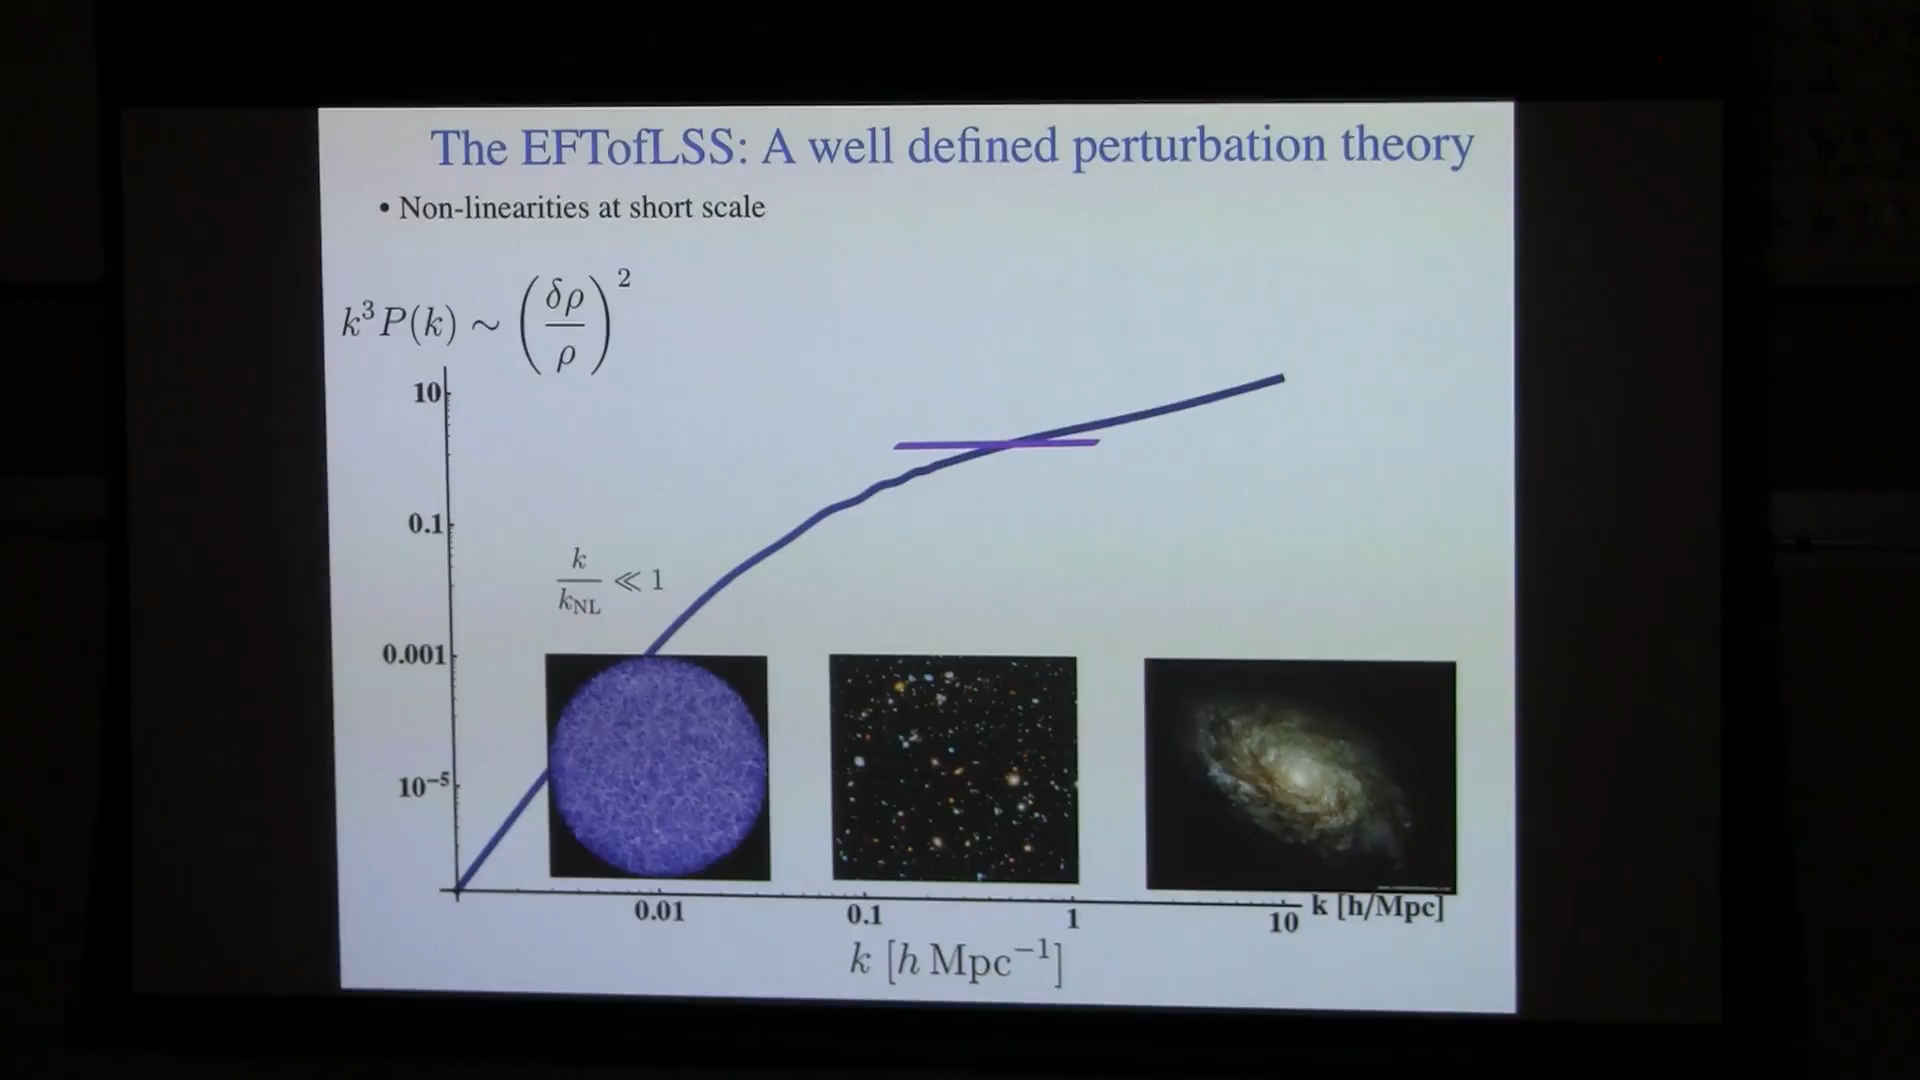 The EFTofLSS: A well defined perturbation theory
• Non-linearities at short scale
k³P(k) ∼ (δρ/ρ)²
10
0.1
k/k_NL ≪ 1
0.001
10⁻⁵
0.01 0.1 1 10 k [h/Mpc]
k [h Mpc⁻¹]